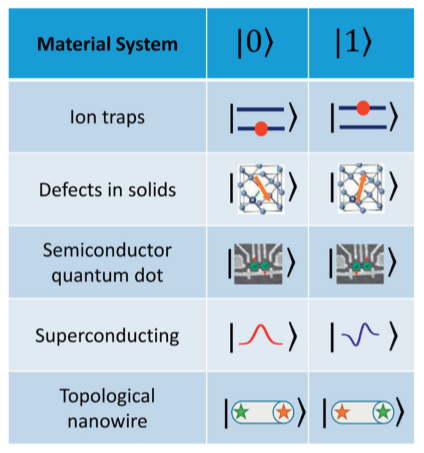 Material System |0⟩ |1⟩
Ion traps | ⟩ | ⟩
Defects in solids | ⟩ | ⟩
Semiconductor
quantum dot | ⟩ | ⟩
Superconducting | ⟩ | ⟩
Topological
nanowire | ⟩ | ⟩